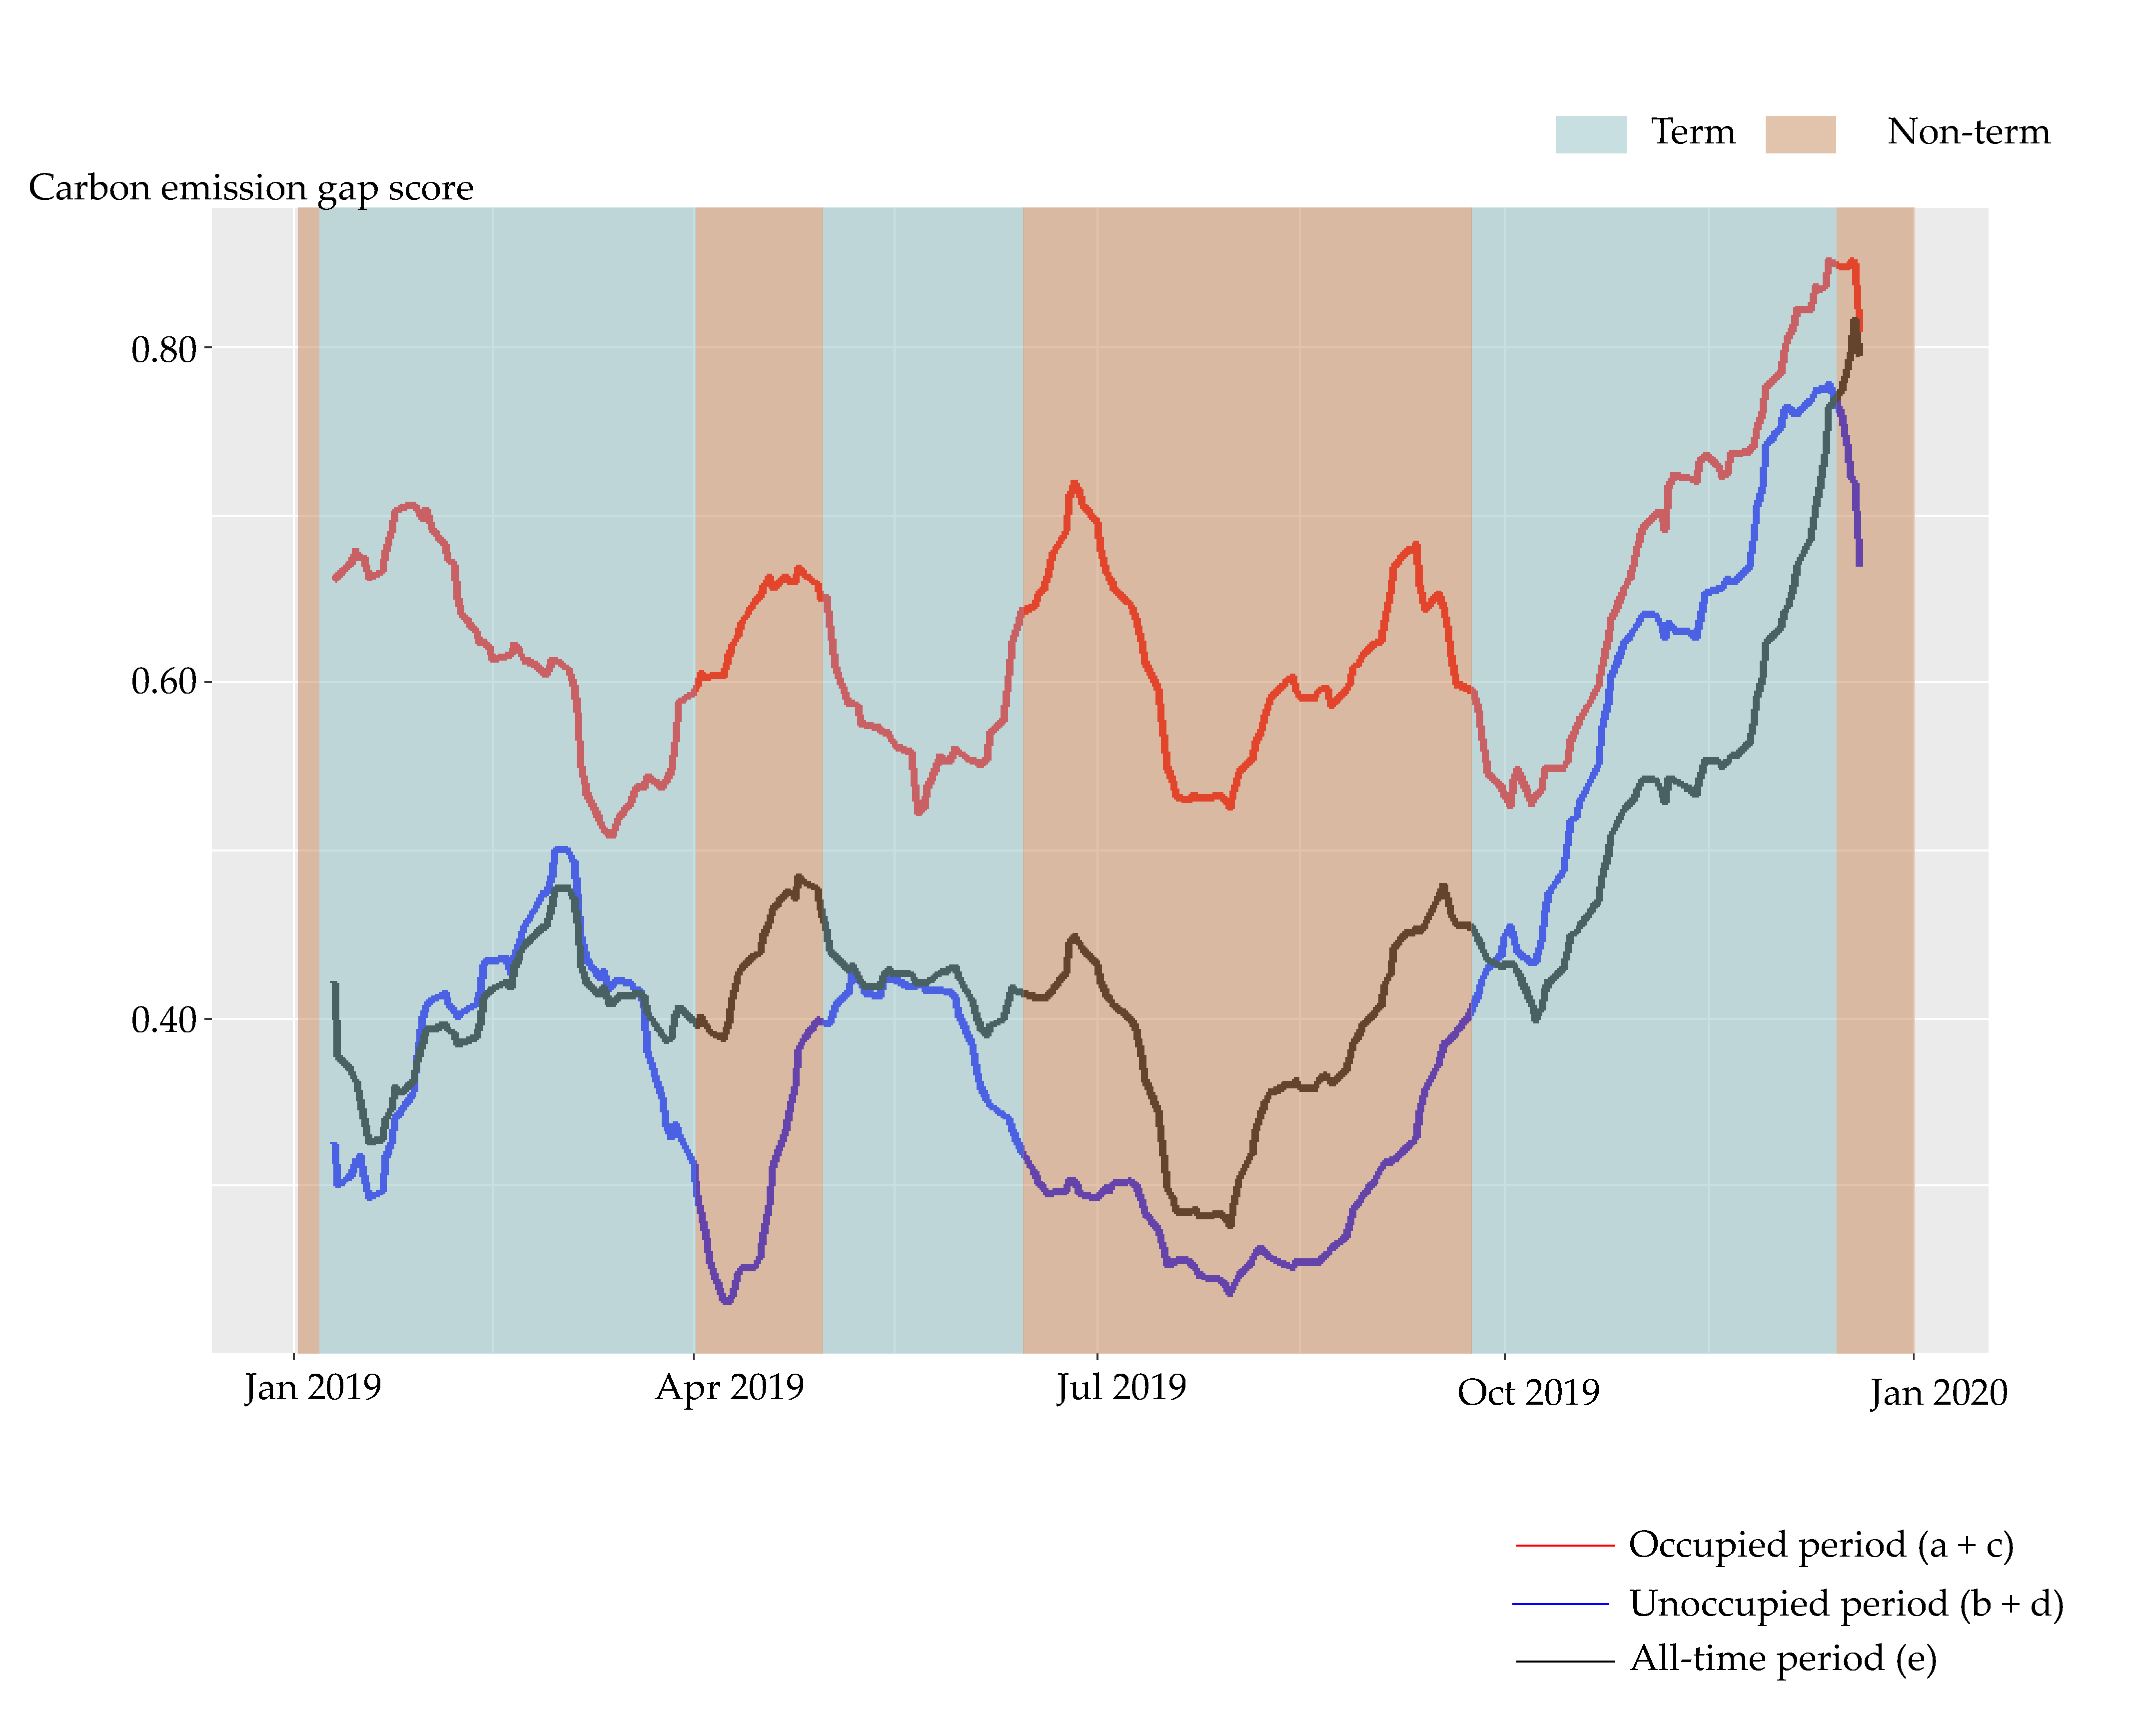 Term Non-term
Carbon emission gap score
0.80
0.60
0.40
Jan 2019 Apr 2019 Jul 2019 Oct 2019 Jan 2020
Occupied period (a + c)
Unoccupied period (b + d)
All-time period (e)